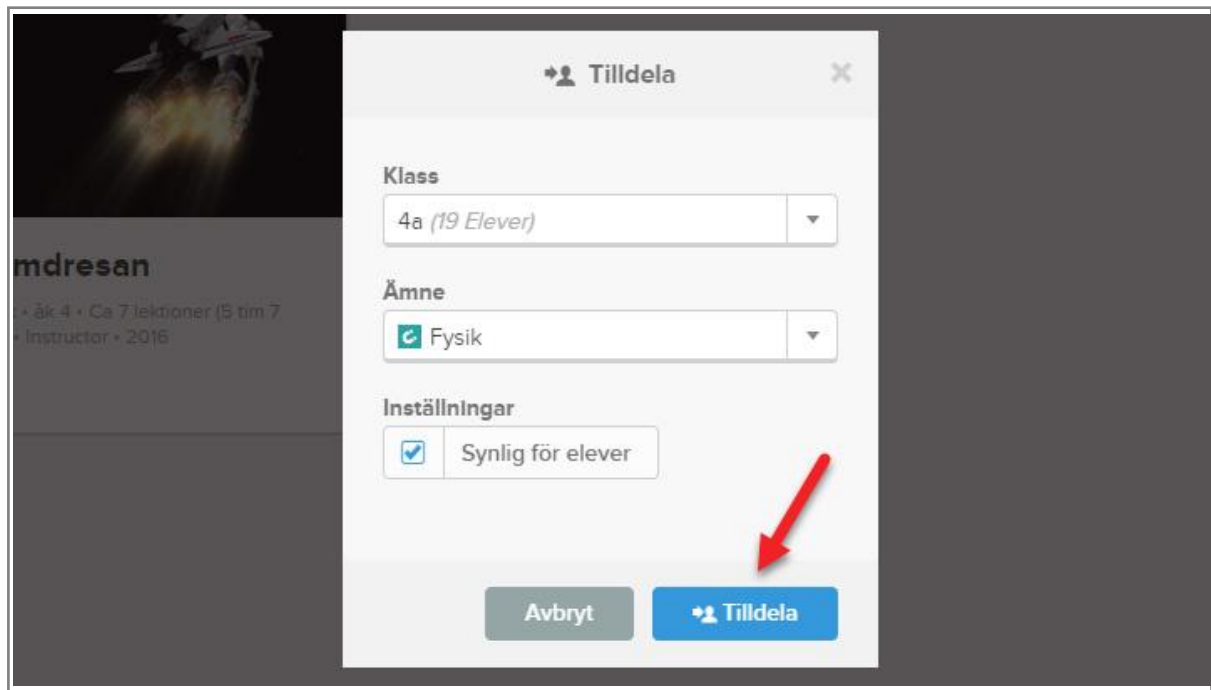 Tilldela
Klass
4a (19 Elever)
mdresan
Ämne
• åk 4 • Ca 7 lektioner (5 tim 7
• Instructor • 2016
Fysik
Inställningar
Synlig för elever
Avbryt
Tilldela